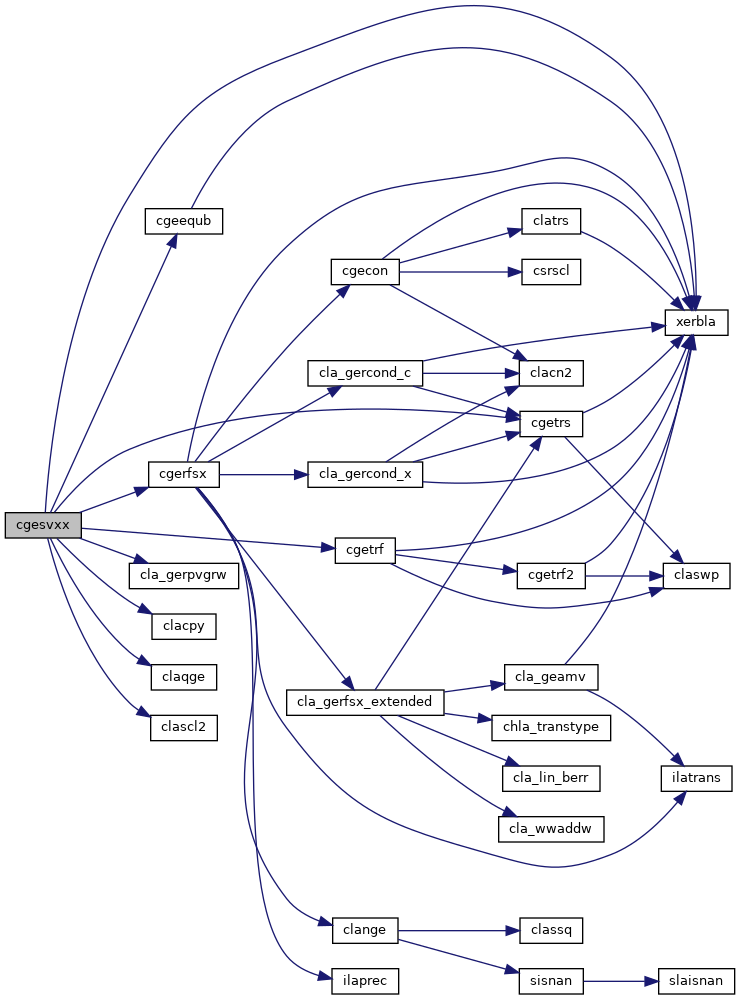 cgeequb
clatrs
cgecon
csrscl
xerbla
cla_gercond_c
clacn2
cgetrs
cgerfsx
cla_gercond_x
cgesvxx
cgetrf
cla_gerpvgrw
cgetrf2
claswp
clacpy
claqge
cla_geamv
cla_gerfsx_extended
clascl2
chla_transtype
cla_lin_berr
ilatrans
cla_wwaddw
clange
classq
ilaprec
sisnan
slaisnan